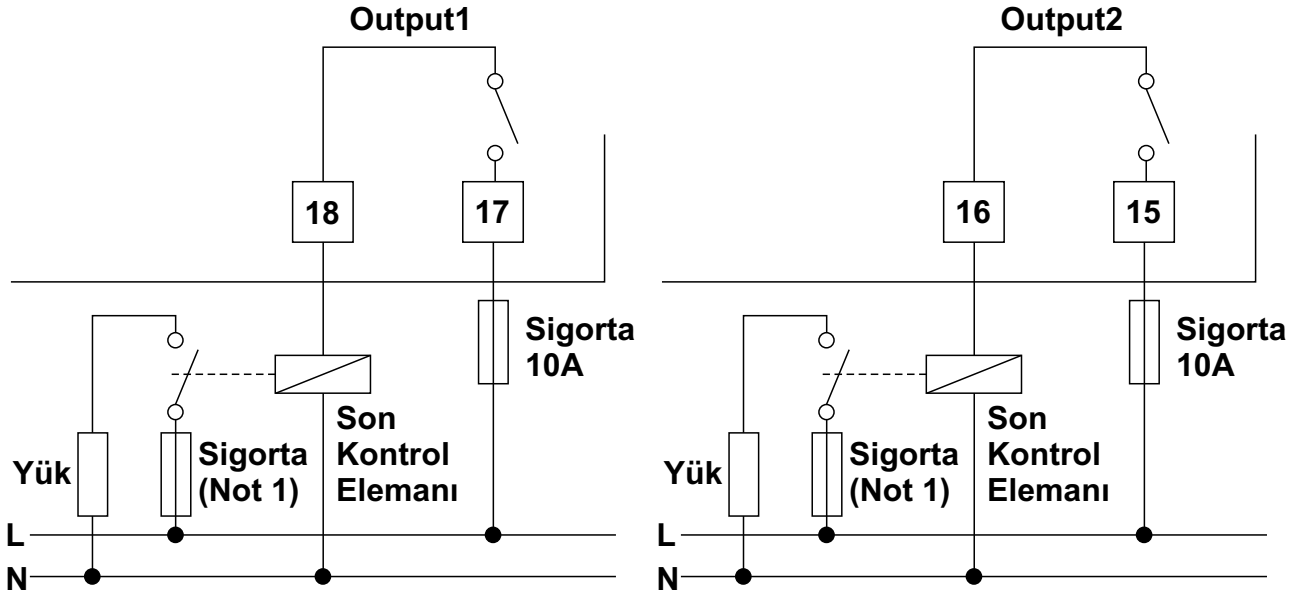 Output1
18
17
Sigorta
10A
Son
Kontrol
Elemanı
Sigorta
(Not 1)
Yük
L
N
Output2
16
15
Sigorta
10A
Son
Kontrol
Elemanı
Sigorta
(Not 1)
Yük
L
N